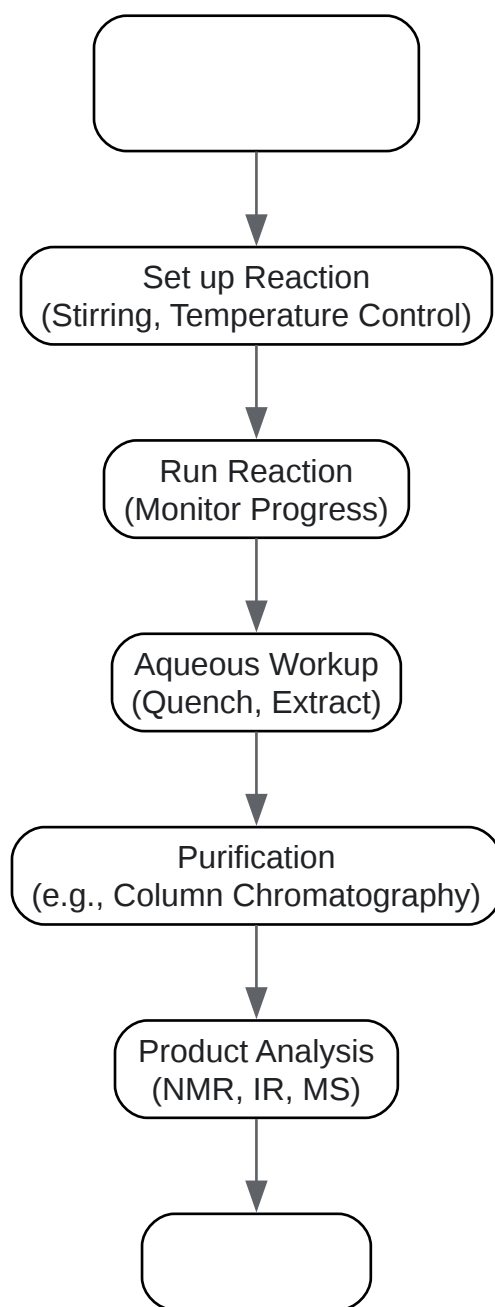 Set up Reaction
(Stirring, Temperature Control)
Run Reaction
(Monitor Progress)
Aqueous Workup
(Quench, Extract)
Purification
(e.g., Column Chromatography)
Product Analysis
(NMR, IR, MS)